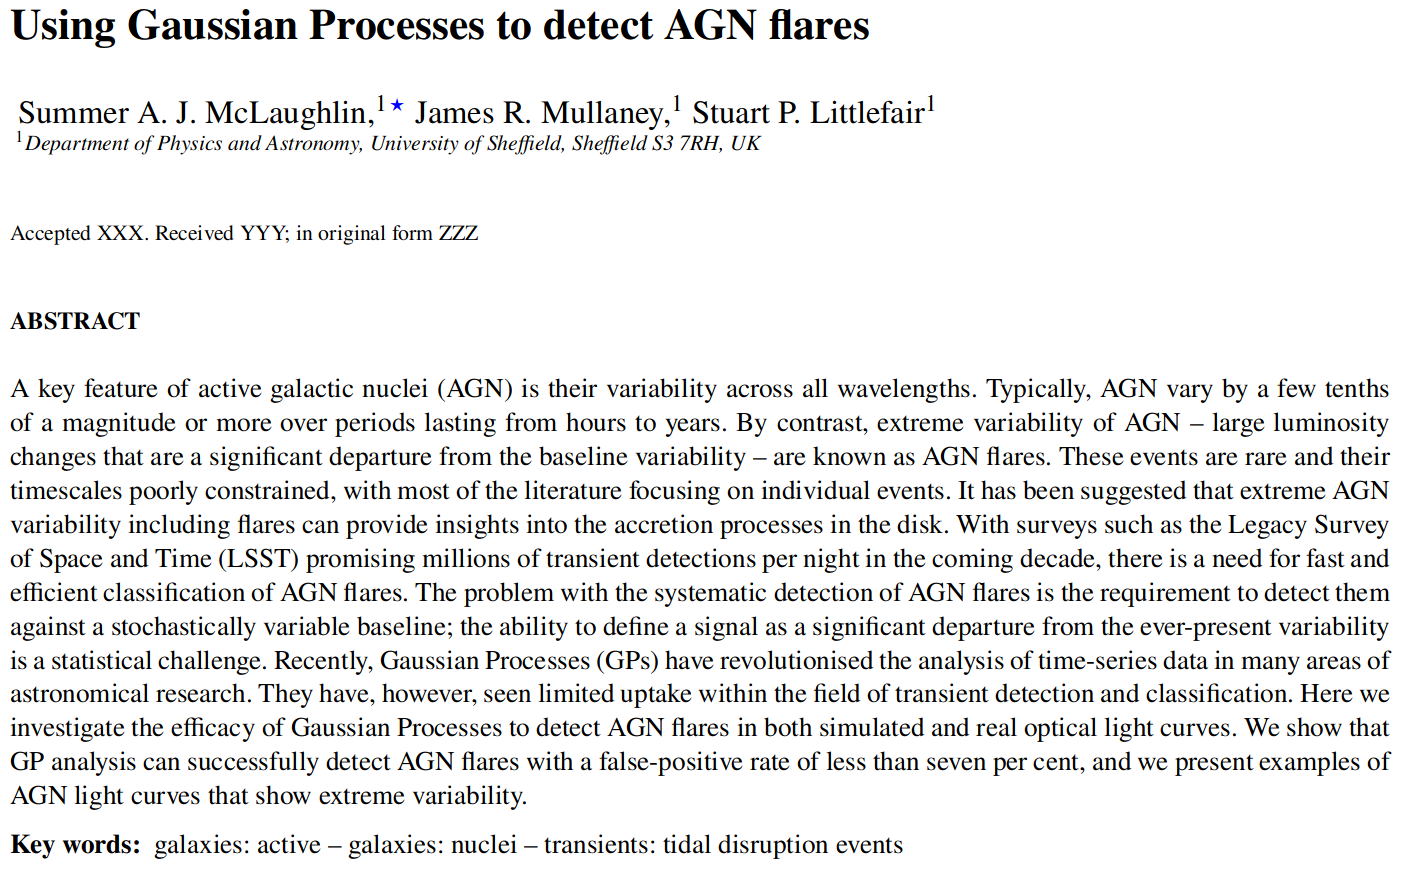 Using Gaussian Processes to detect AGN flares
Summer A. J. McLaughlin,1★ James R. Mullaney,1 Stuart P. Littlefair1
1Department of Physics and Astronomy, University of Sheffield, Sheffield S3 7RH, UK
Accepted XXX. Received YYY; in original form ZZZ
ABSTRACT
A key feature of active galactic nuclei (AGN) is their variability across all wavelengths. Typically, AGN vary by a few tenths
of a magnitude or more over periods lasting from hours to years. By contrast, extreme variability of AGN – large luminosity
changes that are a significant departure from the baseline variability – are known as AGN flares. These events are rare and their
timescales poorly constrained, with most of the literature focusing on individual events. It has been suggested that extreme AGN
variability including flares can provide insights into the accretion processes in the disk. With surveys such as the Legacy Survey
of Space and Time (LSST) promising millions of transient detections per night in the coming decade, there is a need for fast and
efficient classification of AGN flares. The problem with the systematic detection of AGN flares is the requirement to detect them
against a stochastically variable baseline; the ability to define a signal as a significant departure from the ever-present variability
is a statistical challenge. Recently, Gaussian Processes (GPs) have revolutionised the analysis of time-series data in many areas of
astronomical research. They have, however, seen limited uptake within the field of transient detection and classification. Here we
investigate the efficacy of Gaussian Processes to detect AGN flares in both simulated and real optical light curves. We show that
GP analysis can successfully detect AGN flares with a false-positive rate of less than seven per cent, and we present examples of
AGN light curves that show extreme variability.
Key words: galaxies: active – galaxies: nuclei – transients: tidal disruption events